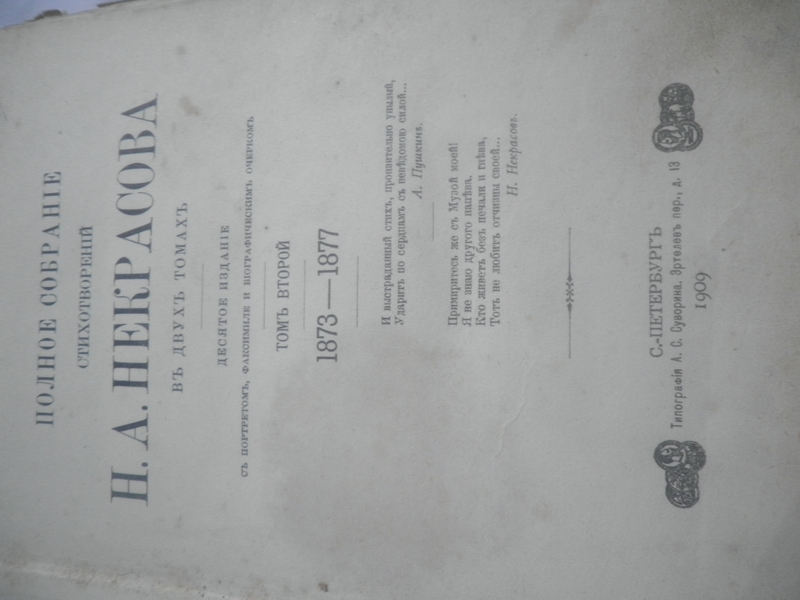 ПОЛНОЕ СОБРАНІЕ
СТИХОТВОРЕНІЙ
Н. А. НЕКРАСОВА
ВЪ ДВУХЪ ТОМАХЪ
ДЕСЯТОЕ ИЗДАНІЕ
СЪ ПОРТРЕТОМЪ, ФАКСИМИЛЕ И БІОГРАФИЧЕСКИМЪ ОЧЕРКОМЪ
ТОМЪ ВТОРОЙ
1873—1877
И выстраданный стихъ, пронзительно унылый,
Ударитъ по сердцамъ съ невѣдомою силой...
А. Пушкинъ.
Примиритесь же съ Музой моей!
Я не знаю другого напѣва.
Кто живетъ безъ печали и гнѣва,
Тотъ не любитъ отчизны своей...
Н. Некрасовъ.
С.-ПЕТЕРБУРГЪ
Типографія А. С. Суворина. Эртелевъ пер., д. 13
1909